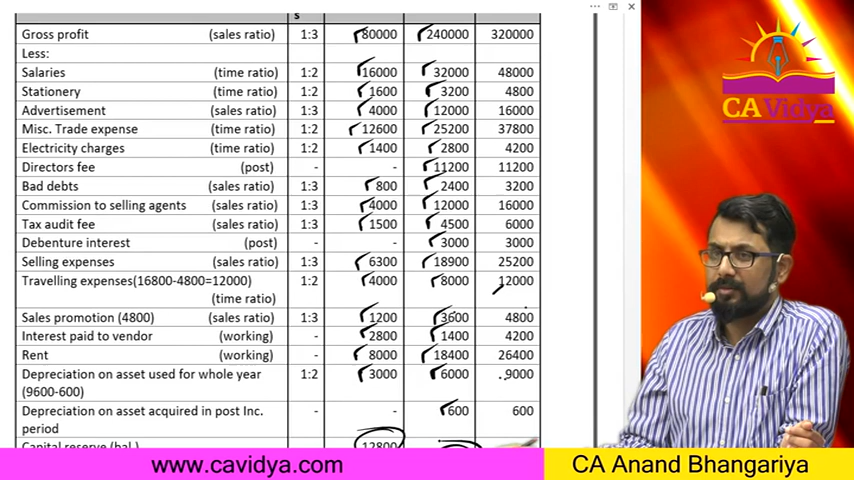 s
Gross profit (sales ratio) 1:3 80000 240000 320000
Less:
Salaries (time ratio) 1:2 16000 32000 48000
Stationery (time ratio) 1:2 1600 3200 4800
Advertisement (sales ratio) 1:3 4000 12000 16000
Misc. Trade expense (time ratio) 1:2 12600 25200 37800
Electricity charges (time ratio) 1:2 1400 2800 4200
Directors fee (post) - - 11200 11200
Bad debts (sales ratio) 1:3 800 2400 3200
Commission to selling agents (sales ratio) 1:3 4000 12000 16000
Tax audit fee (sales ratio) 1:3 1500 4500 6000
Debenture interest (post) - - 3000 3000
Selling expenses (sales ratio) 1:3 6300 18900 25200
Travelling expenses(16800-4800=12000) 1:2 4000 8000 12000
(time ratio)
Sales promotion (4800) (sales ratio) 1:3 1200 3600 4800
Interest paid to vendor (working) - 2800 1400 4200
Rent (working) - 8000 18400 26400
Depreciation on asset used for whole year 1:2 3000 6000 9000
(9600-600)
Depreciation on asset acquired in post Inc. - - 600 600
period
Capital reserve (bal.) 12800
CA Vidya
www.cavidya.com
CA Anand Bhangariya